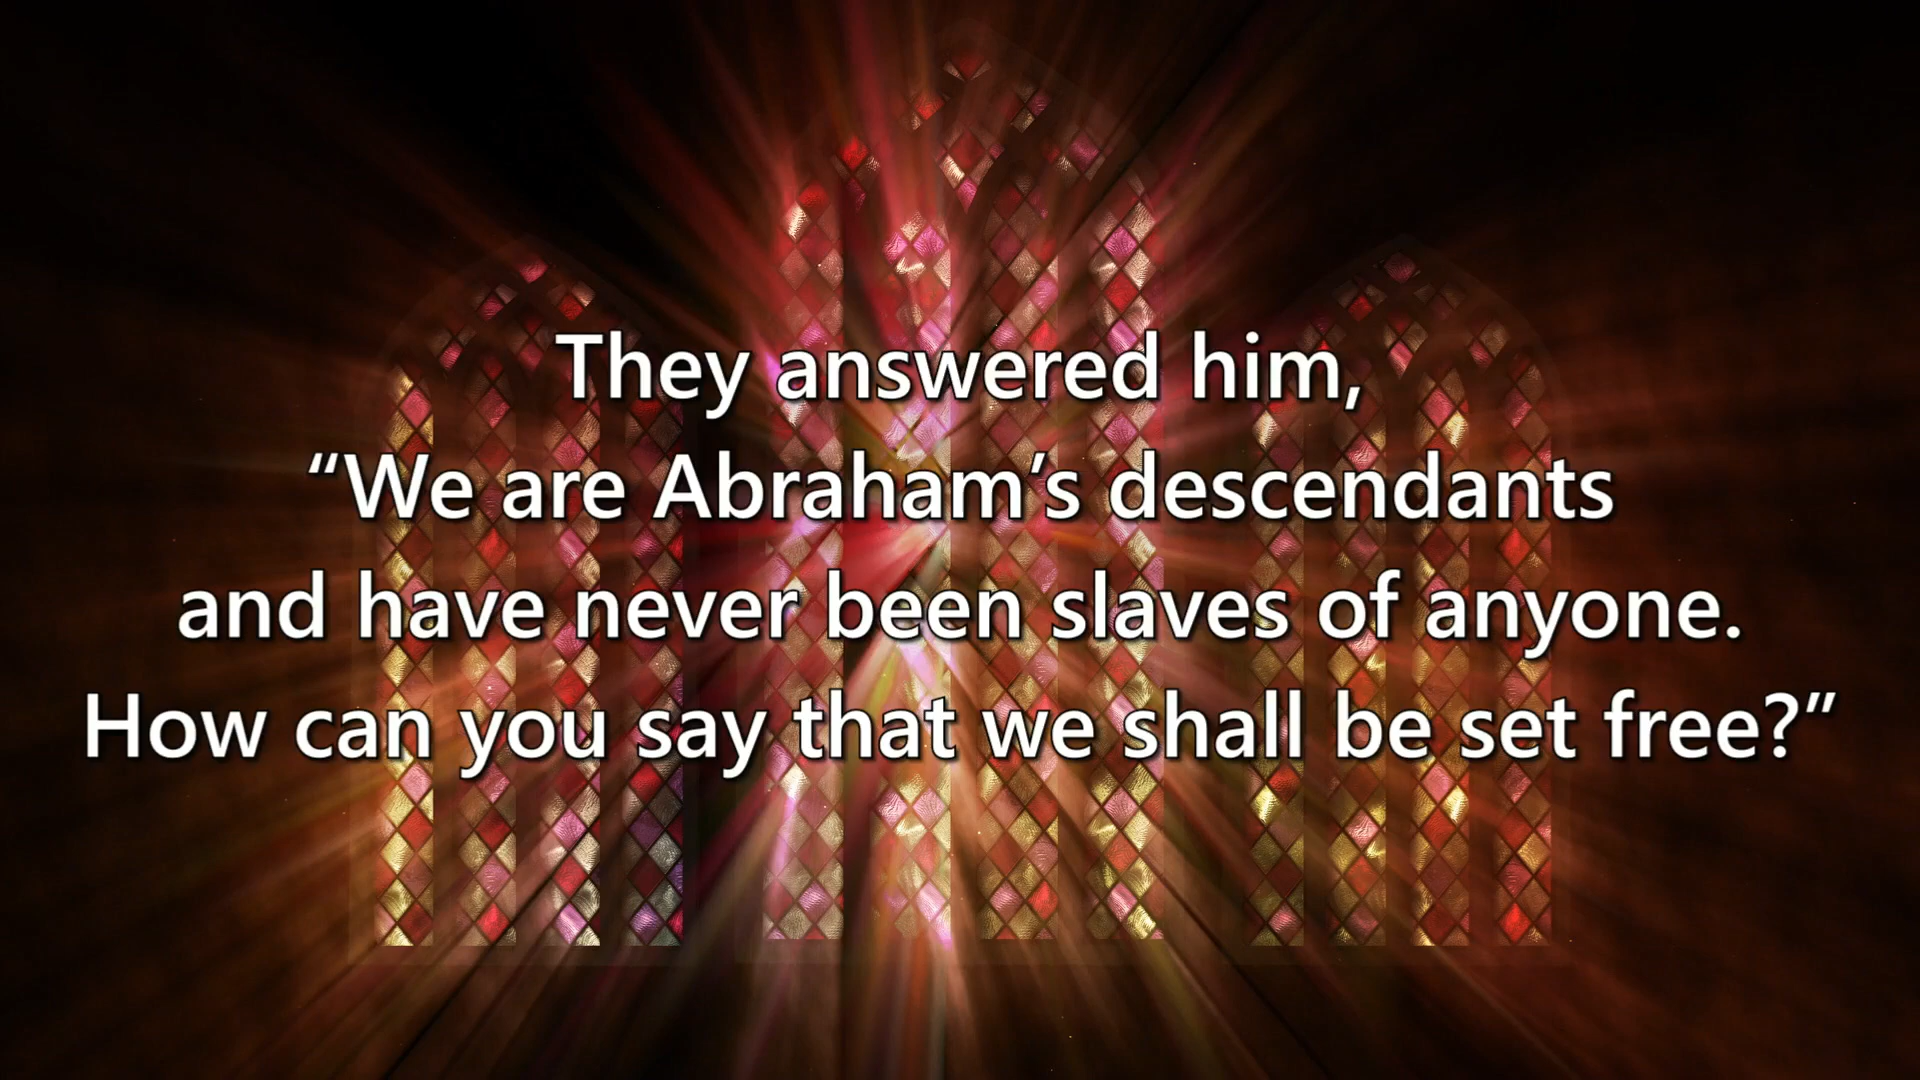 They answered him,
“We are Abraham’s descendants
and have never been slaves of anyone.
How can you say that we shall be set free?”